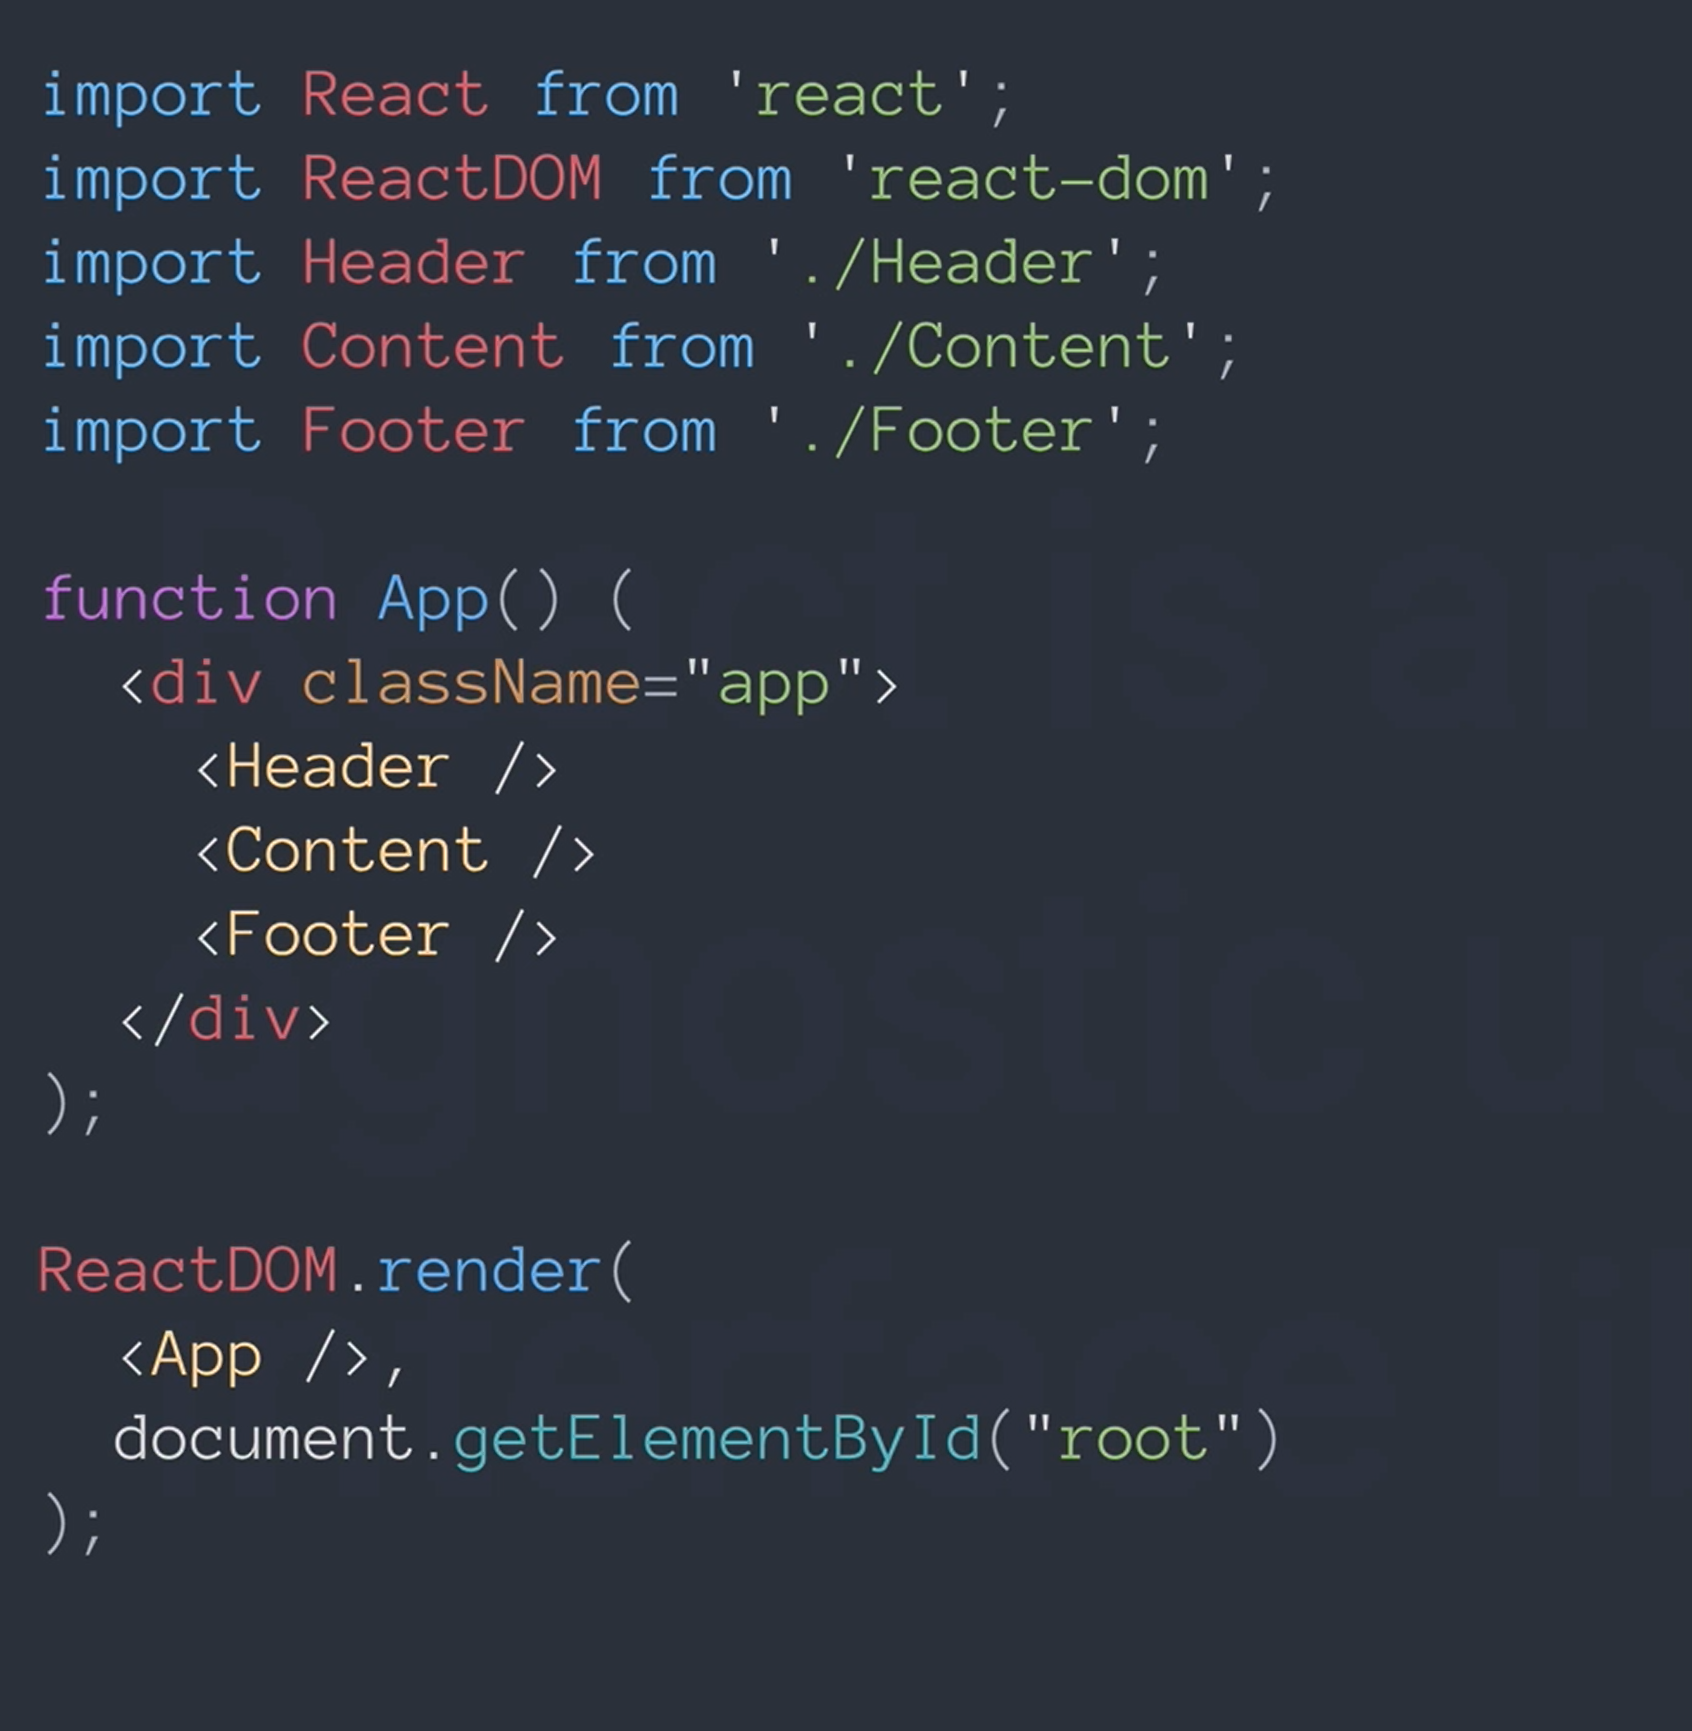 import React from 'react';
import ReactDOM from 'react-dom';
import Header from './Header';
import Content from './Content';
import Footer from './Footer';
function App() (
<div className="app">
<Header />
<Content />
<Footer />
</div>
);
ReactDOM.render(
<App />,
document.getElementById("root")
);